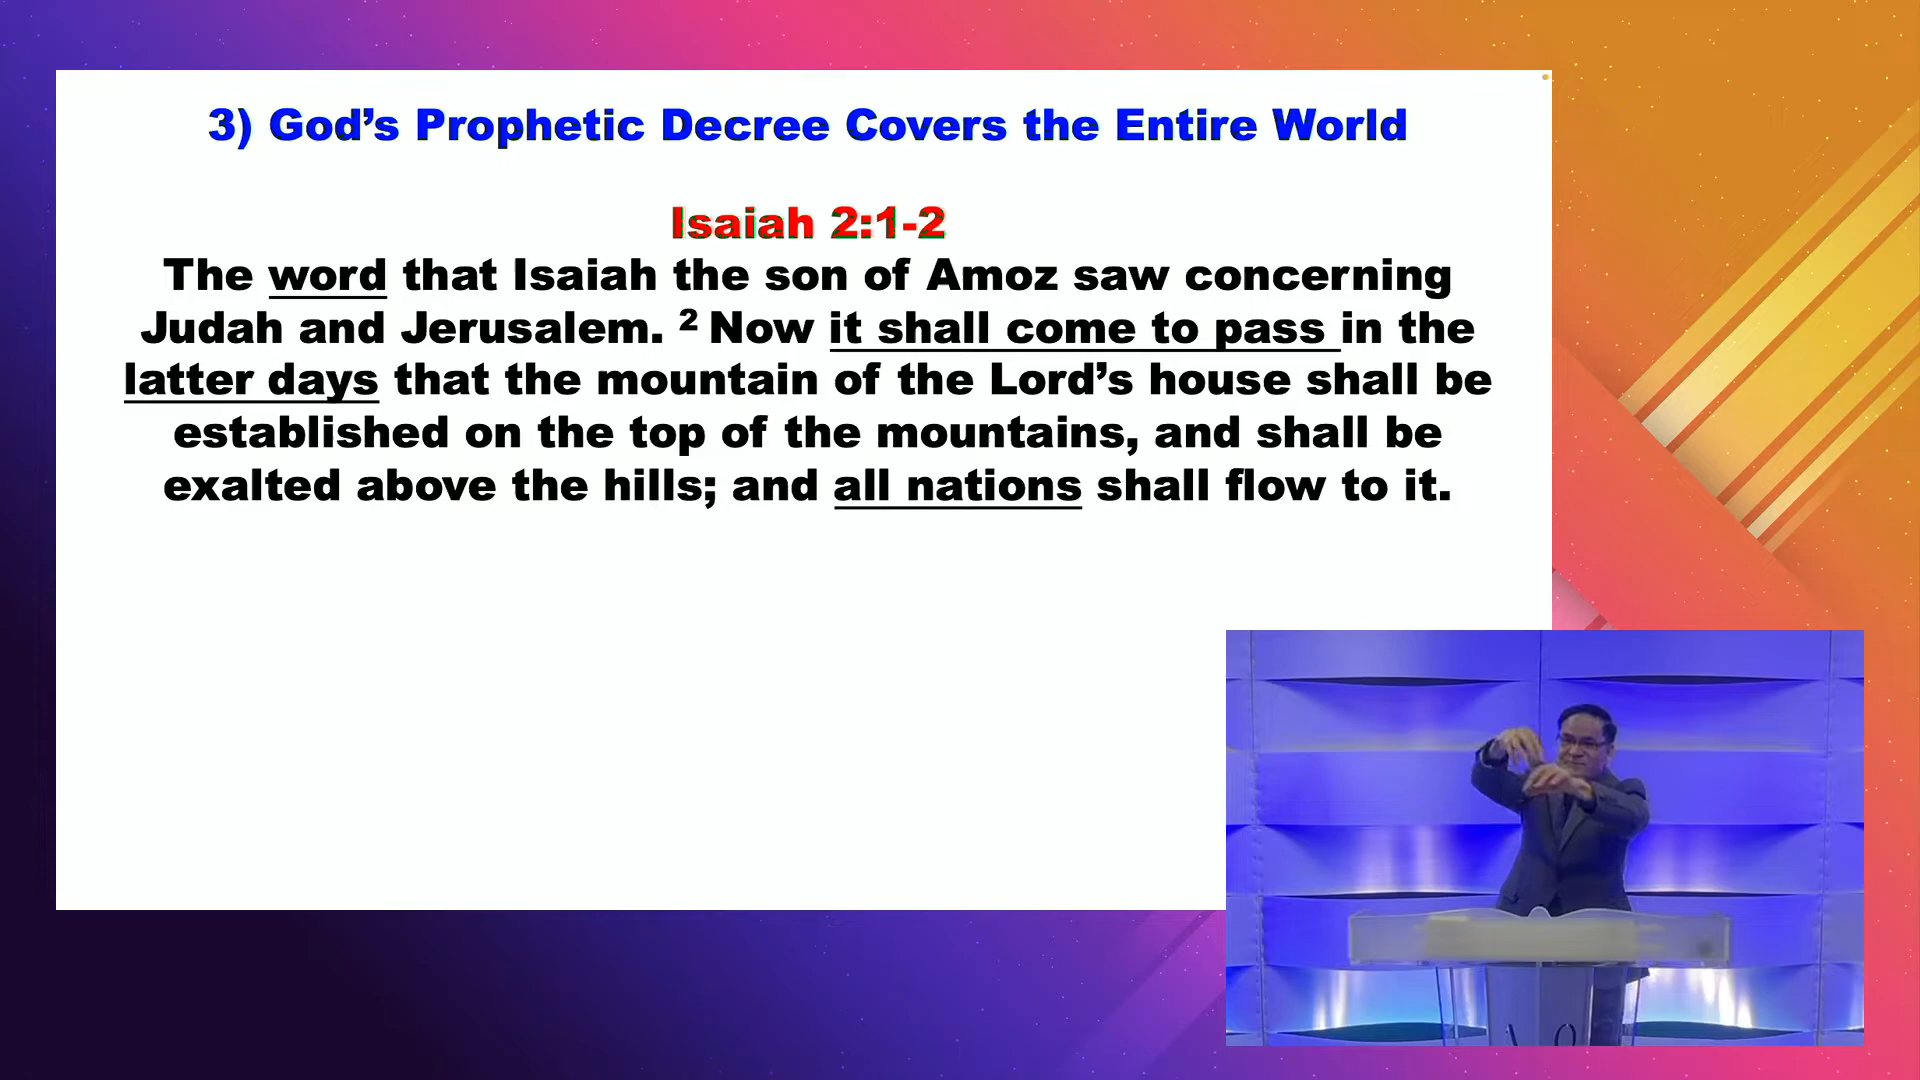 3) God’s Prophetic Decree Covers the Entire World
Isaiah 2:1-2
The word that Isaiah the son of Amoz saw concerning
Judah and Jerusalem. 2 Now it shall come to pass in the
latter days that the mountain of the Lord’s house shall be
established on the top of the mountains, and shall be
exalted above the hills; and all nations shall flow to it.